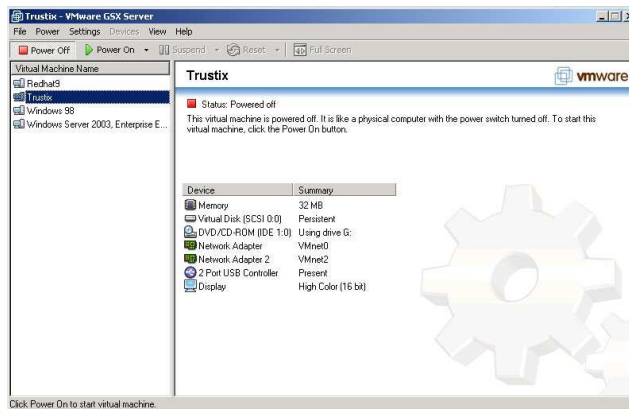 Trustix - VMware GSX Server
File Power Settings Devices View Help
Power Off Power On Suspend Reset Full Screen
Virtual Machine Name
Redhat9
Trustix
Windows 98
Windows Server 2003, Enterprise E...
Trustix
vmware
Status: Powered off
This virtual machine is powered off. It is like a physical computer with the power switch turned off. To start this
virtual machine, click the Power On button.
Device Summary
Memory 32 MB
Virtual Disk (SCSI 0:0) Persistent
DVD/CD-ROM (IDE 1:0) Using drive G:
Network Adapter VMnet0
Network Adapter 2 VMnet2
2 Port USB Controller Present
Display High Color (16 bit)
Click Power On to start virtual machine.